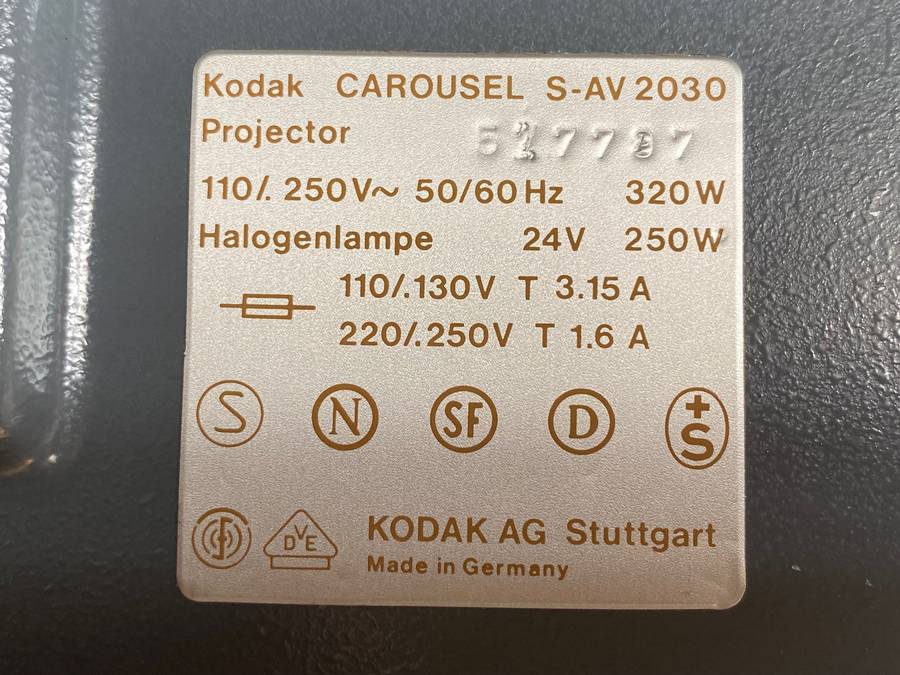 Kodak CAROUSEL S-AV 2030
Projector
110/. 250V~ 50/60 Hz 320W
Halogenlampe 24V 250W
110/.130V T 3.15 A
220/.250V T 1.6 A
S N SF D +S
DVE KODAK AG Stuttgart
Made in Germany